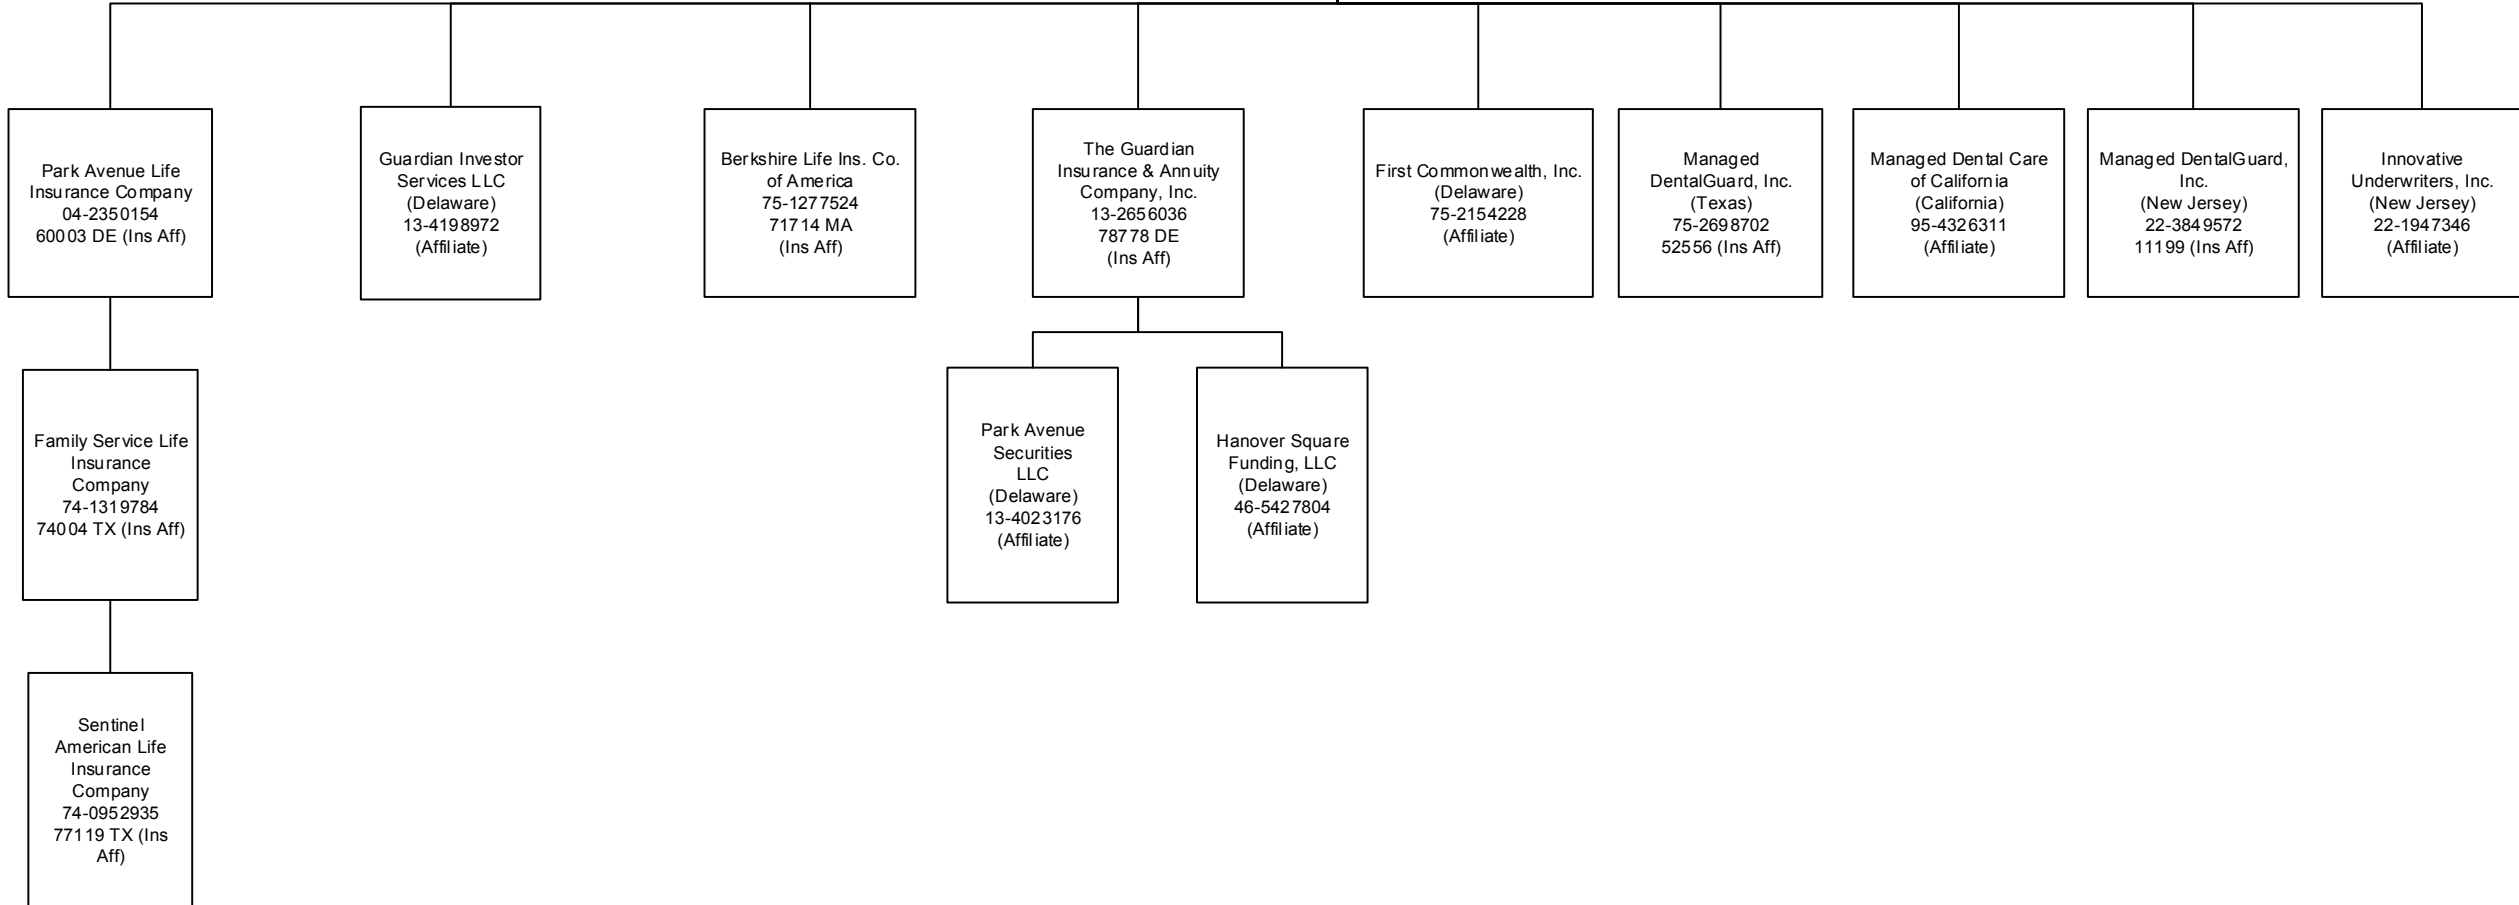 Park Avenue Life
Insurance Company
04-2350154
60003 DE (Ins Aff)
Guardian Investor
Services LLC
(Delaware)
13-4198972
(Affiliate)
Berkshire Life Ins. Co.
of America
75-1277524
71714 MA
(Ins Aff)
The Guardian
Insurance & Annuity
Company, Inc.
13-2656036
78778 DE
(Ins Aff)
First Commonwealth, Inc.
(Delaware)
75-2154228
(Affiliate)
Managed
DentalGuard, Inc.
(Texas)
75-2698702
52556 (Ins Aff)
Managed Dental Care
of California
(California)
95-4326311
(Affiliate)
Managed DentalGuard,
Inc.
(New Jersey)
22-3849572
11199 (Ins Aff)
Innovative
Underwriters, Inc.
(New Jersey)
22-1947346
(Affiliate)
Family Service Life
Insurance
Company
74-1319784
74004 TX (Ins Aff)
Park Avenue
Securities
LLC
(Delaware)
13-4023176
(Affiliate)
Hanover Square
Funding, LLC
(Delaware)
46-5427804
(Affiliate)
Sentinel
American Life
Insurance
Company
74-0952935
77119 TX (Ins
Aff)